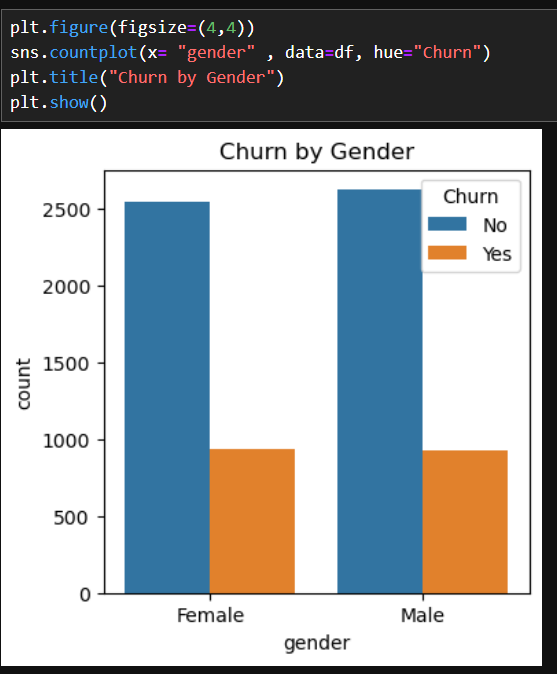 plt.figure(figsize=(4,4))
sns.countplot(x= "gender" , data=df, hue="Churn")
plt.title("Churn by Gender")
plt.show()
Churn by Gender
Churn
No
Yes
2500
2000
1500
1000
500
0
count
Female Male
gender